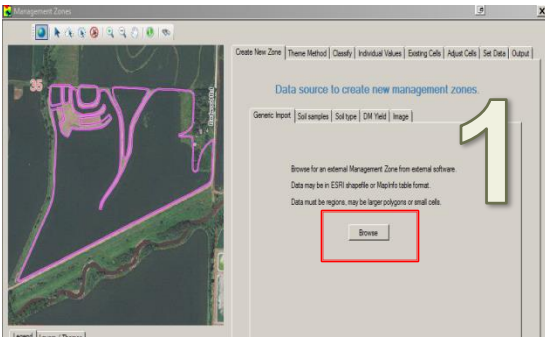 Management Zones
Create New Zone Theme Method Classify Individual Values Existing Cells Adjust Cells Set Data Output
Data source to create new management zones.
Generic Import Soil samples Soil type DM Yield Image
1
35
Browse for an external Management Zone from external software.
Data may be in ESRI shapefile or MapInfo table format.
Data must be regions, may be larger polygons or small cells.
Browse
Legend